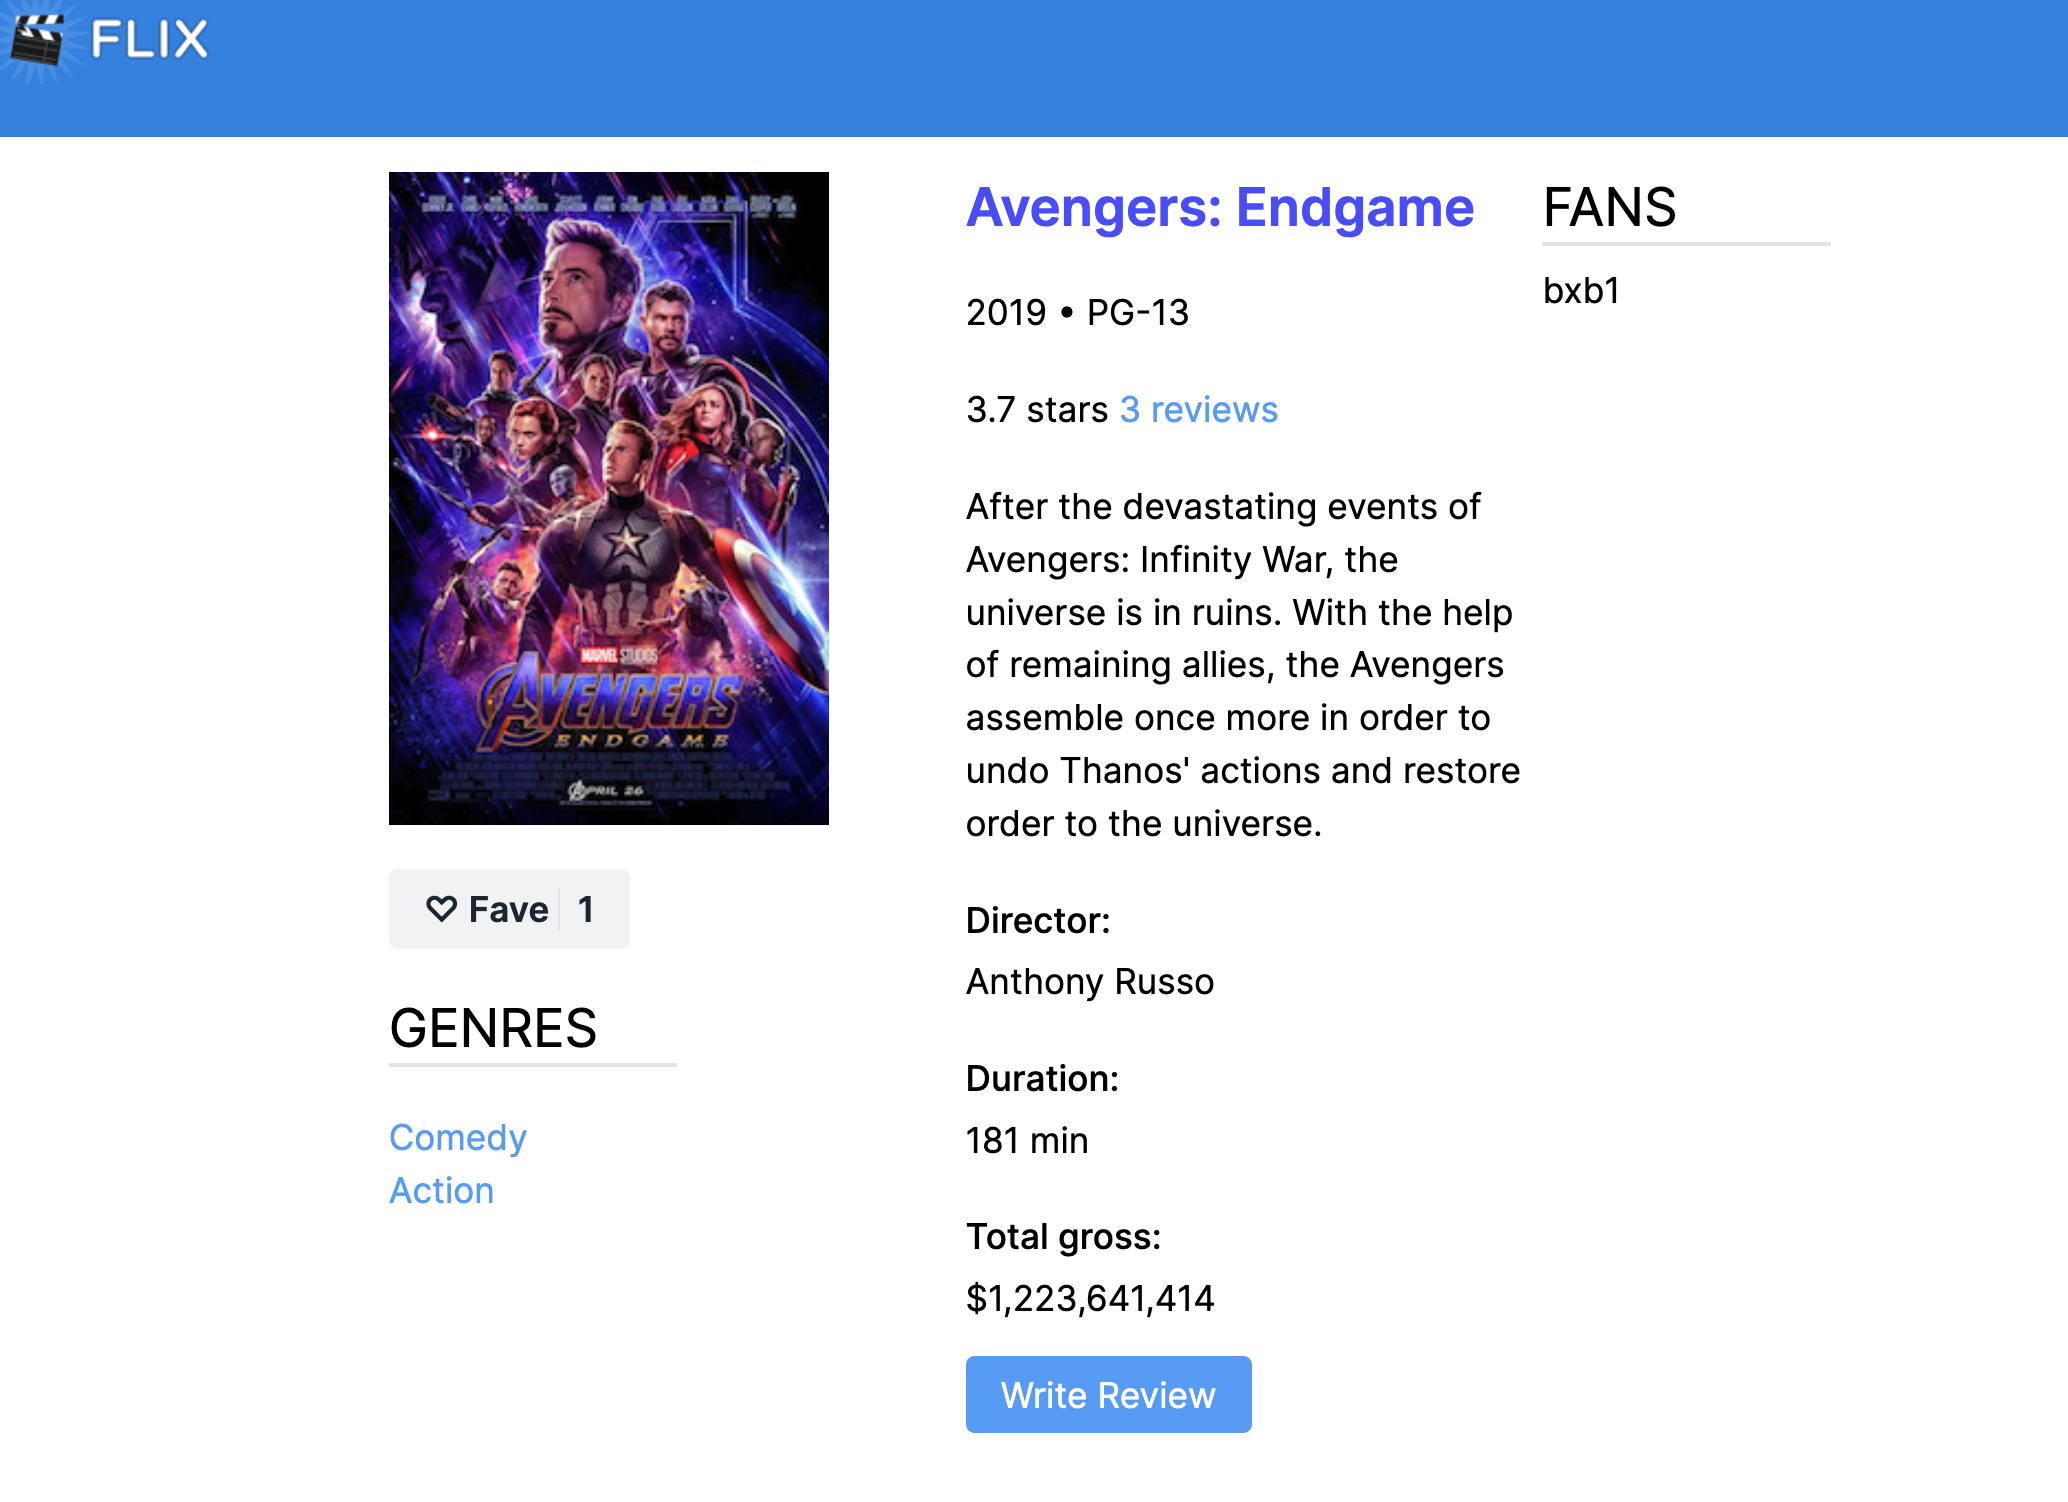 FLIX
MARVEL STUDIOS
AVENGERS
ENDGAME
APRIL 26
♡ Fave 1
GENRES
Comedy
Action
Avengers: Endgame
2019 • PG-13
3.7 stars 3 reviews
After the devastating events of
Avengers: Infinity War, the
universe is in ruins. With the help
of remaining allies, the Avengers
assemble once more in order to
undo Thanos' actions and restore
order to the universe.
Director:
Anthony Russo
Duration:
181 min
Total gross:
$1,223,641,414
Write Review
FANS
bxb1